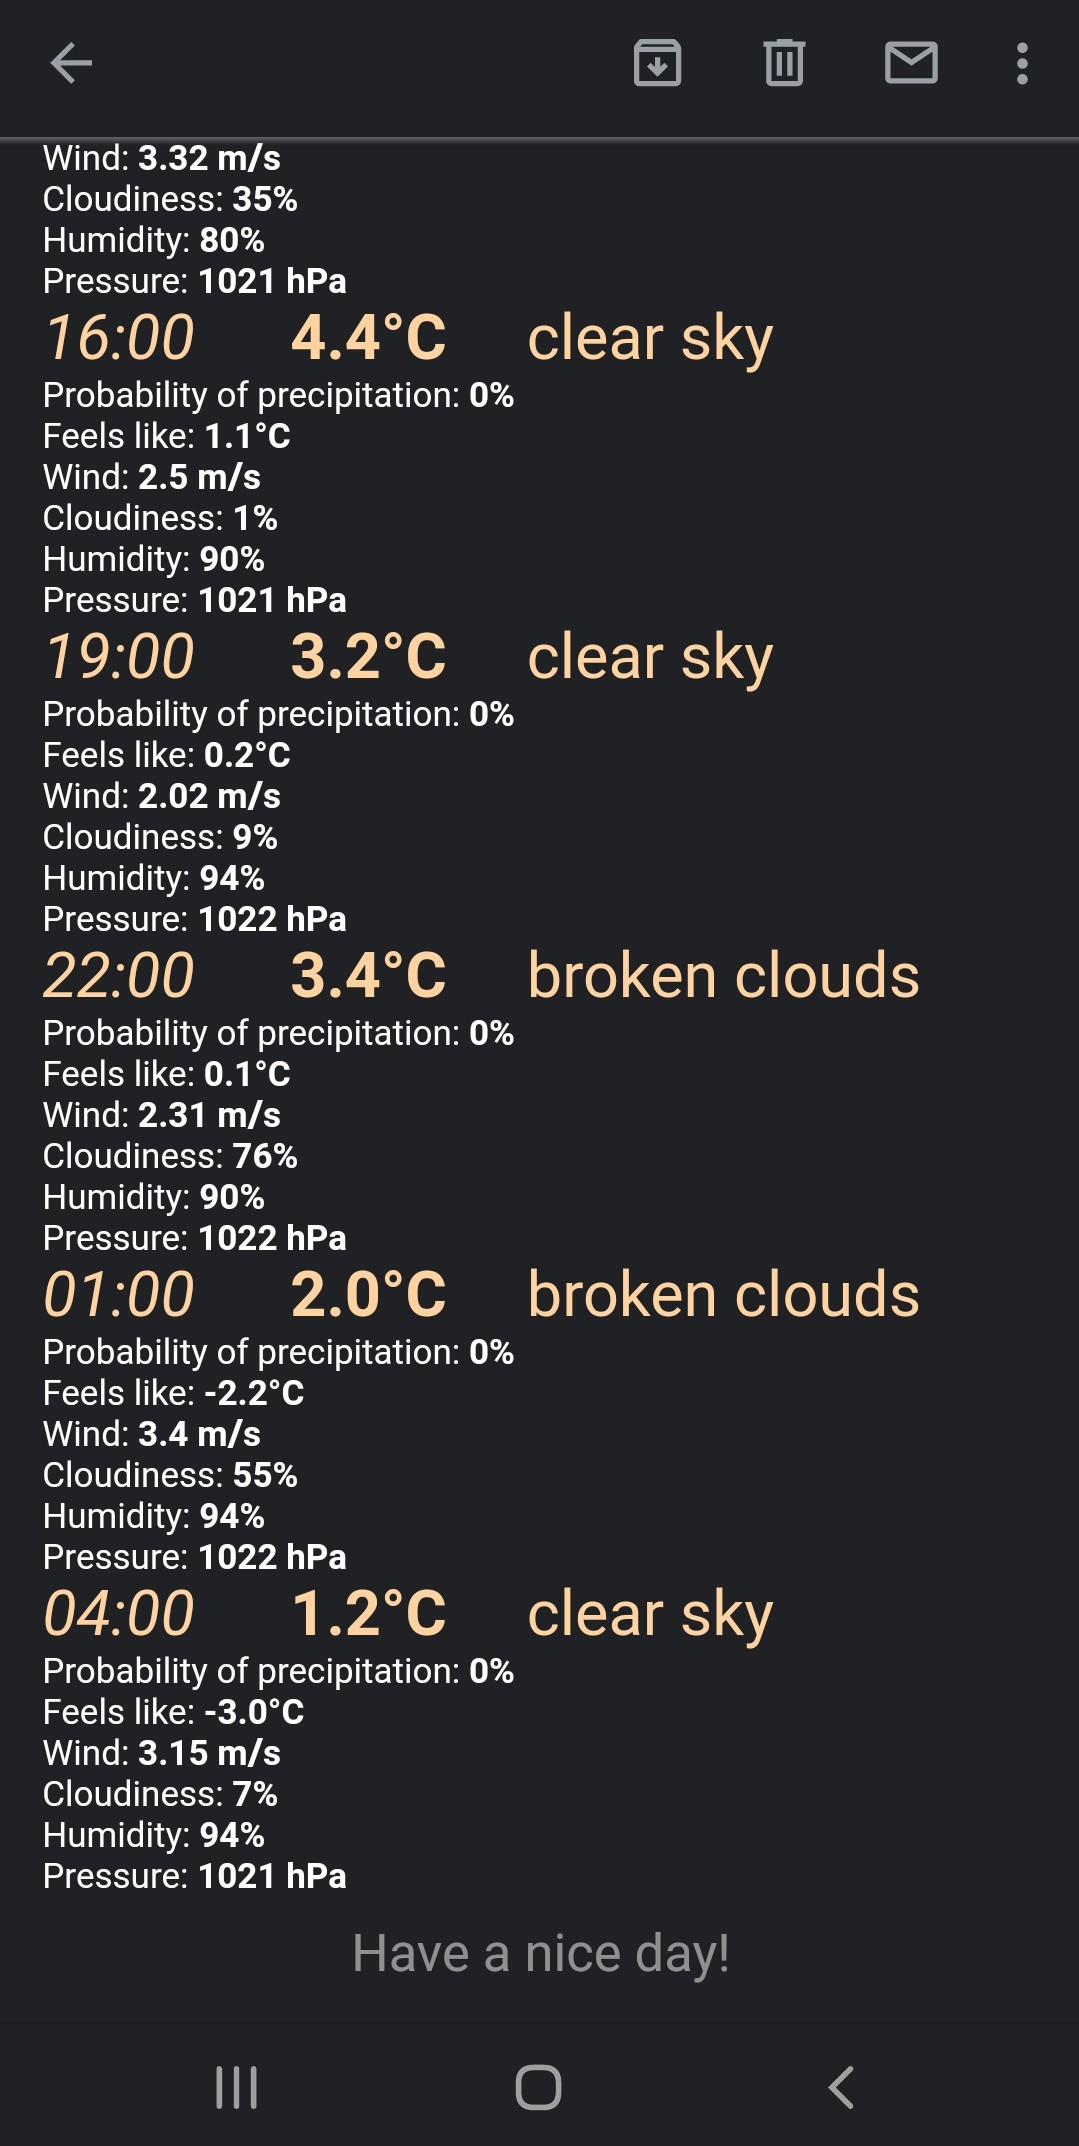 Wind: 3.32 m/s
Cloudiness: 35%
Humidity: 80%
Pressure: 1021 hPa
16:00 4.4°C clear sky
Probability of precipitation: 0%
Feels like: 1.1°C
Wind: 2.5 m/s
Cloudiness: 1%
Humidity: 90%
Pressure: 1021 hPa
19:00 3.2°C clear sky
Probability of precipitation: 0%
Feels like: 0.2°C
Wind: 2.02 m/s
Cloudiness: 9%
Humidity: 94%
Pressure: 1022 hPa
22:00 3.4°C broken clouds
Probability of precipitation: 0%
Feels like: 0.1°C
Wind: 2.31 m/s
Cloudiness: 76%
Humidity: 90%
Pressure: 1022 hPa
01:00 2.0°C broken clouds
Probability of precipitation: 0%
Feels like: -2.2°C
Wind: 3.4 m/s
Cloudiness: 55%
Humidity: 94%
Pressure: 1022 hPa
04:00 1.2°C clear sky
Probability of precipitation: 0%
Feels like: -3.0°C
Wind: 3.15 m/s
Cloudiness: 7%
Humidity: 94%
Pressure: 1021 hPa
Have a nice day!